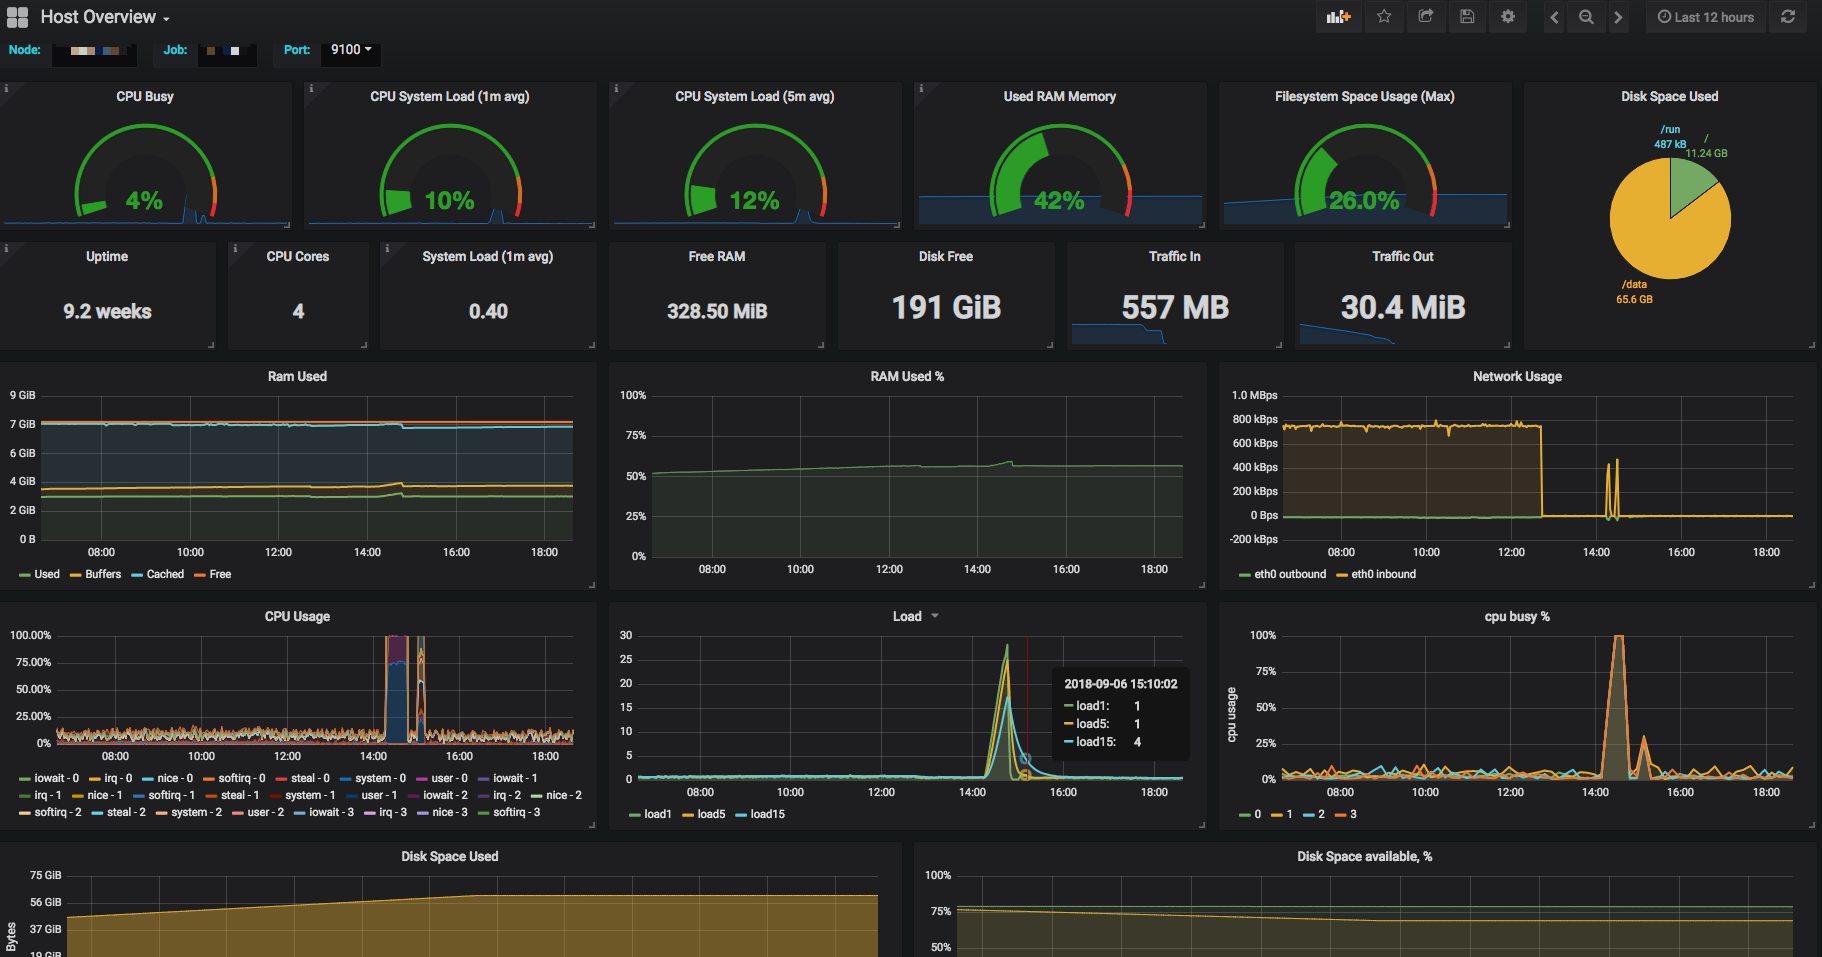 Host Overview
Last 12 hours
Node:
Job:
Port: 9100
CPU Busy
4%
CPU System Load (1m avg)
10%
CPU System Load (5m avg)
12%
Used RAM Memory
42%
Filesystem Space Usage (Max)
26.0%
Disk Space Used
/run
487 kB
/
11.24 GB
/data
65.6 GB
Uptime
9.2 weeks
CPU Cores
4
System Load (1m avg)
0.40
Free RAM
328.50 MiB
Disk Free
191 GiB
Traffic In
557 MB
Traffic Out
30.4 MiB
Ram Used
9 GiB
7 GiB
6 GiB
4 GiB
2 GiB
0 B
08:00 10:00 12:00 14:00 16:00 18:00
Used Buffers Cached Free
RAM Used %
100%
75%
50%
25%
0%
08:00 10:00 12:00 14:00 16:00 18:00
Network Usage
1.0 MBps
800 kBps
600 kBps
400 kBps
200 kBps
0 Bps
-200 kBps
08:00 10:00 12:00 14:00 16:00 18:00
eth0 outbound eth0 inbound
CPU Usage
100.00%
75.00%
50.00%
25.00%
0%
08:00 10:00 12:00 14:00 16:00 18:00
iowait - 0 irq - 0 nice - 0 softirq - 0 steal - 0 system - 0 user - 0 iowait - 1
irq - 1 nice - 1 softirq - 1 steal - 1 system - 1 user - 1 iowait - 2 irq - 2 nice - 2
softirq - 2 steal - 2 system - 2 user - 2 iowait - 3 irq - 3 nice - 3 softirq - 3
Load
30
25
20
15
10
5
0
08:00 10:00 12:00 14:00 16:00 18:00
2018-09-06 15:10:02
load1: 1
load5: 1
load15: 4
load1 load5 load15
cpu busy %
cpu usage
100%
75%
50%
25%
0%
08:00 10:00 12:00 14:00 16:00 18:00
0 1 2 3
Disk Space Used
Bytes
75 GiB
56 GiB
37 GiB
19 GiB
Disk Space available, %
100%
75%
50%